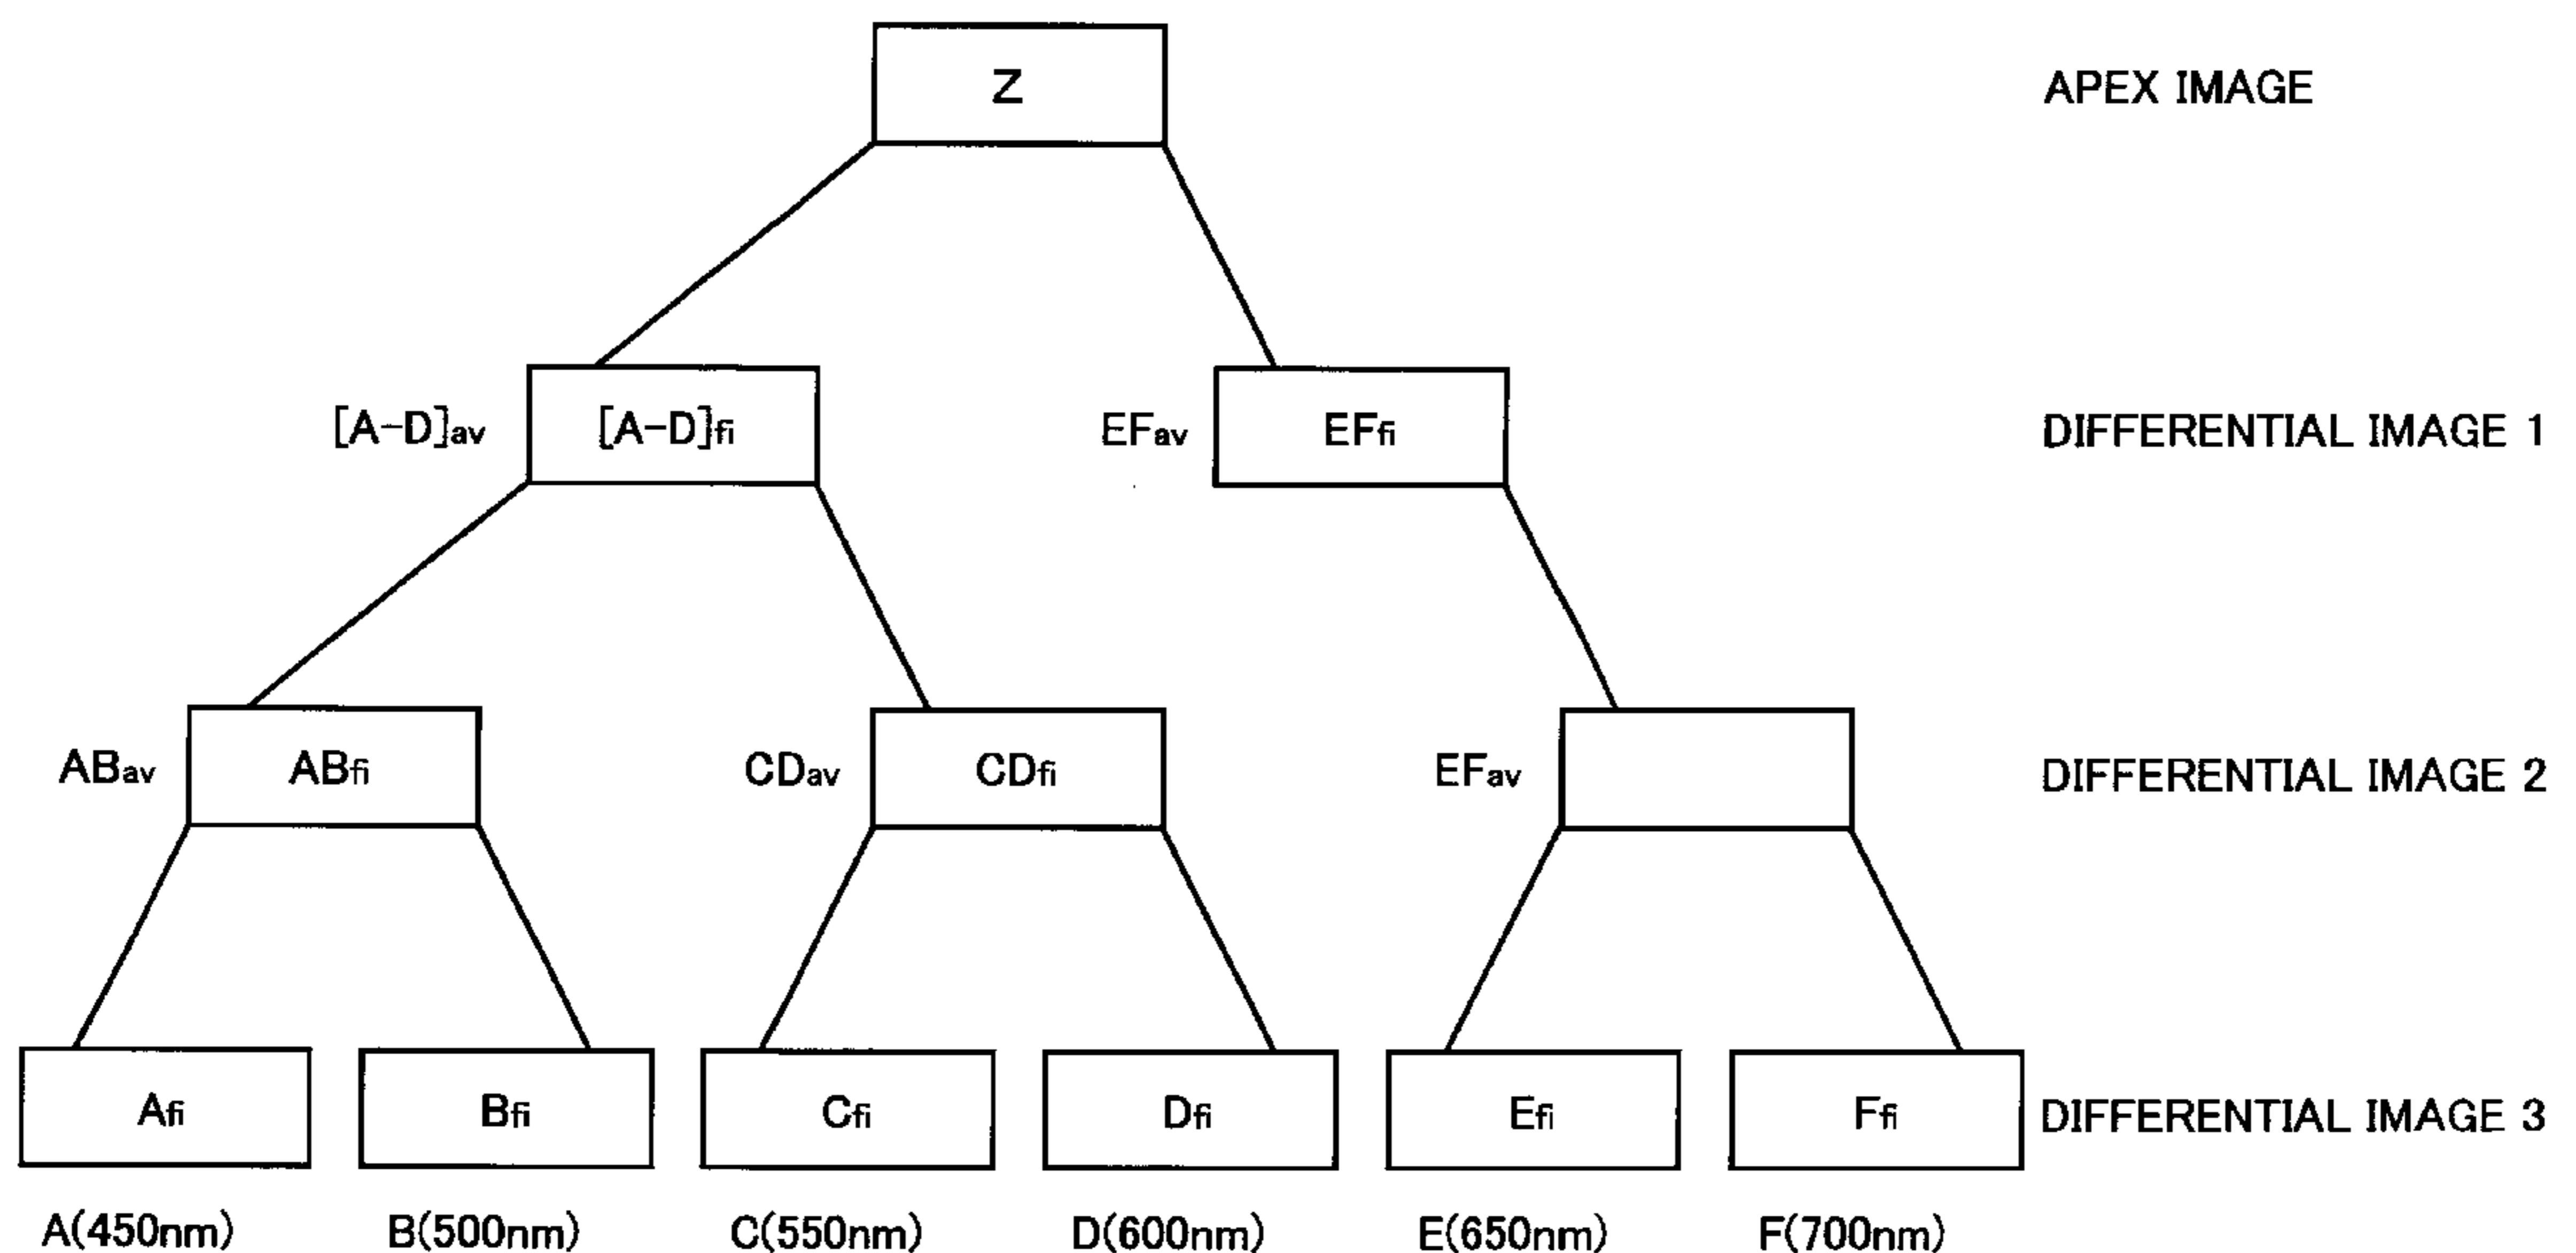 Z APEX IMAGE
[A-D]av [A-D]fi EFav EFfi DIFFERENTIAL IMAGE 1
ABav ABfi CDav CDfi EFav DIFFERENTIAL IMAGE 2
Afi Bfi Cfi Dfi Efi Ffi DIFFERENTIAL IMAGE 3
A(450nm) B(500nm) C(550nm) D(600nm) E(650nm) F(700nm)